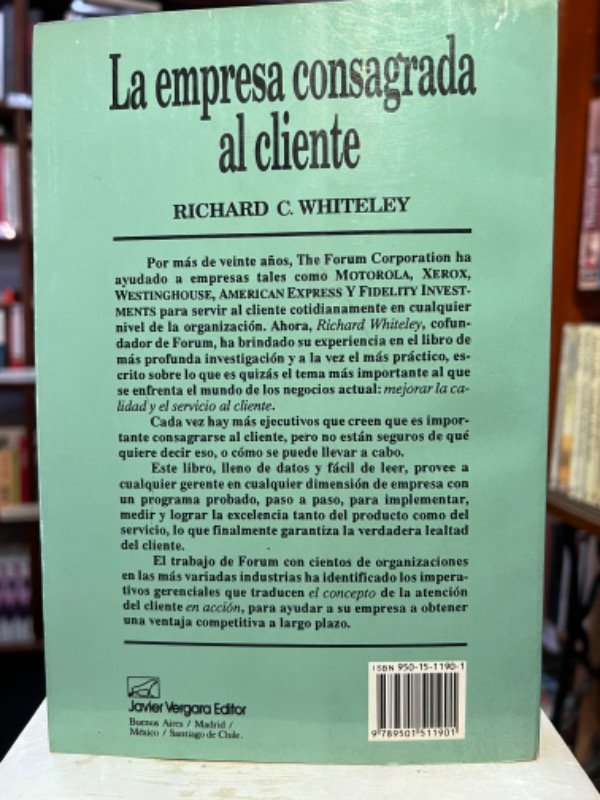 La empresa consagrada
al cliente
RICHARD C. WHITELEY
Por más de veinte años, The Forum Corporation ha
ayudado a empresas tales como MOTOROLA, XEROX,
WESTINGHOUSE, AMERICAN EXPRESS Y FIDELITY INVEST-
MENTS para servir al cliente cotidianamente en cualquier
nivel de la organización. Ahora, Richard Whiteley, cofun-
dador de Forum, ha brindado su experiencia en el libro de
más profunda investigación y a la vez el más práctico, es-
crito sobre lo que es quizás el tema más importante al que
se enfrenta el mundo de los negocios actual: mejorar la ca-
lidad y el servicio al cliente.
Cada vez hay más ejecutivos que creen que es impor-
tante consagrarse al cliente, pero no están seguros de qué
quiere decir eso, o cómo se puede llevar a cabo.
Este libro, lleno de datos y fácil de leer, provee a
cualquier gerente en cualquier dimensión de empresa con
un programa probado, paso a paso, para implementar,
medir y lograr la excelencia tanto del producto como del
servicio, lo que finalmente garantiza la verdadera lealtad
del cliente.
El trabajo de Forum con cientos de organizaciones
en las más variadas industrias ha identificado los impera-
tivos gerenciales que traducen el concepto de la atención
del cliente en acción, para ayudar a su empresa a obtener
una ventaja competitiva a largo plazo.
ISBN 950-15-1190-1
9 789501 511901
Javier Vergara Editor
Buenos Aires / Madrid /
México / Santiago de Chile.